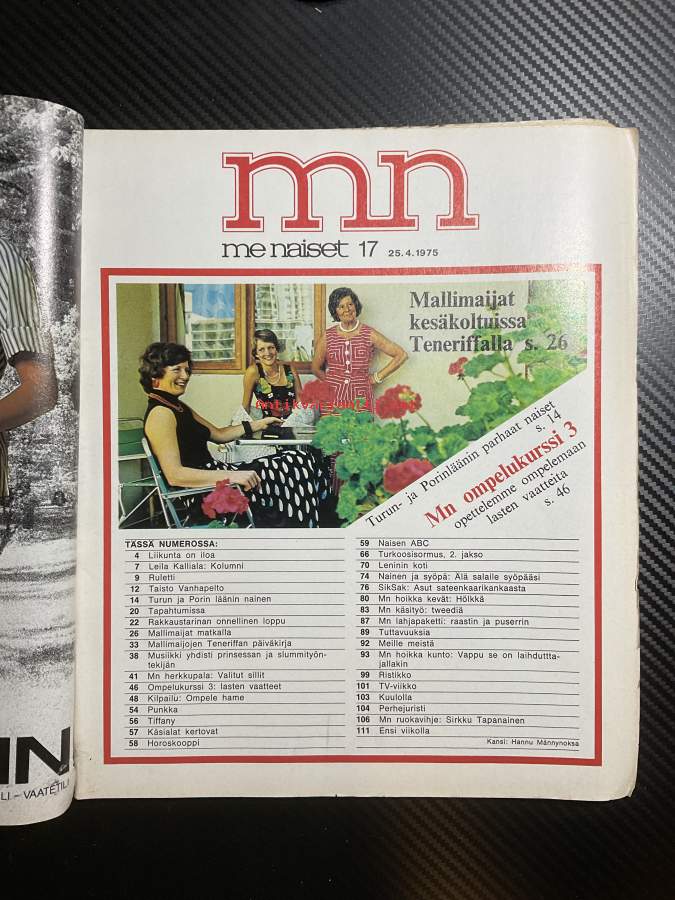 mn
me naiset 17 25.4.1975
Mallimaijat
kesäkoltuissa
Teneriffalla s. 26
Turun- ja Porinläänin parhaat naiset
s. 14
Mn ompelukurssi 3
opettelemme ompelemaan
lasten vaatteita
s. 46
TÄSSÄ NUMEROSSA:
4 Liikunta on iloa
7 Leila Kalliala: Kolumni
9 Ruletti
12 Taisto Vanhapelto
14 Turun ja Porin läänin nainen
20 Tapahtumissa
22 Rakkaustarinan onnellinen loppu
26 Mallimaijat matkalla
33 Mallimaijojen Teneriffan päiväkirja
38 Musiikki yhdisti prinsessan ja slummityön-
tekijän
41 Mn herkkupala: Valitut sillit
46 Ompelukurssi 3: lasten vaatteet
48 Kilpailu: Ompele hame
54 Punkka
56 Tiffany
57 Käsialat kertovat
58 Horoskooppi
59 Naisen ABC
66 Turkoosisormus, 2. jakso
70 Leninin koti
74 Nainen ja syöpä: Älä salaile syöpääsi
76 SikSak: Asut sateenkaarikankaasta
80 Mn hoikka kevät: Hölkkä
83 Mn käsityö: tweediä
87 Mn lahjapaketti: raastin ja puserrin
89 Tuttavuuksia
92 Meille meistä
93 Mn hoikka kunto: Vappu se on laihduttta-
jallakin
99 Ristikko
101 TV-viikko
103 Kuulolla
104 Perhejuristi
106 Mn ruokavihje: Sirkku Tapanainen
111 Ensi viikolla
Kansi: Hannu Männynoksa
IN
LI – VAATETILI